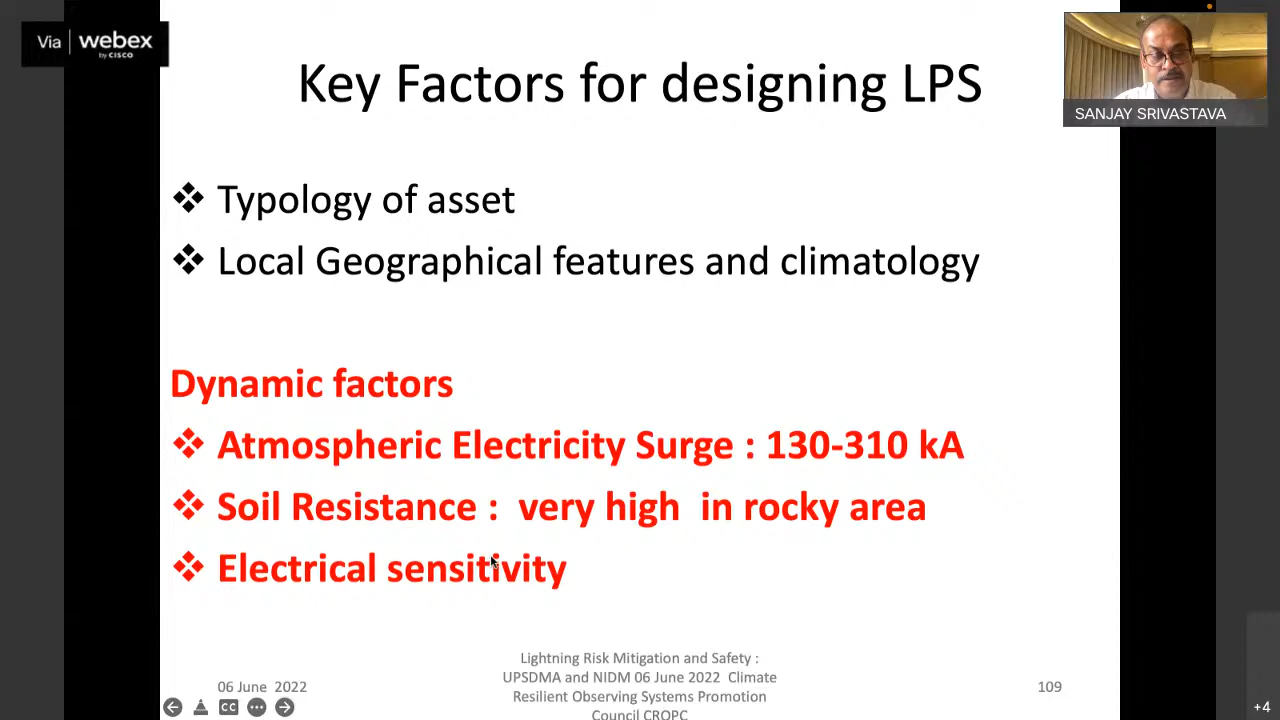 Via webex
by CISCO
Key Factors for designing LPS
SANJAY SRIVASTAVA
❖ Typology of asset
❖ Local Geographical features and climatology
Dynamic factors
❖ Atmospheric Electricity Surge : 130-310 kA
❖ Soil Resistance : very high in rocky area
❖ Electrical sensitivity
Lightning Risk Mitigation and Safety :
UPSDMA and NIDM 06 June 2022 Climate
Resilient Observing Systems Promotion
Council CROPC
06 June 2022
109
CC
+4